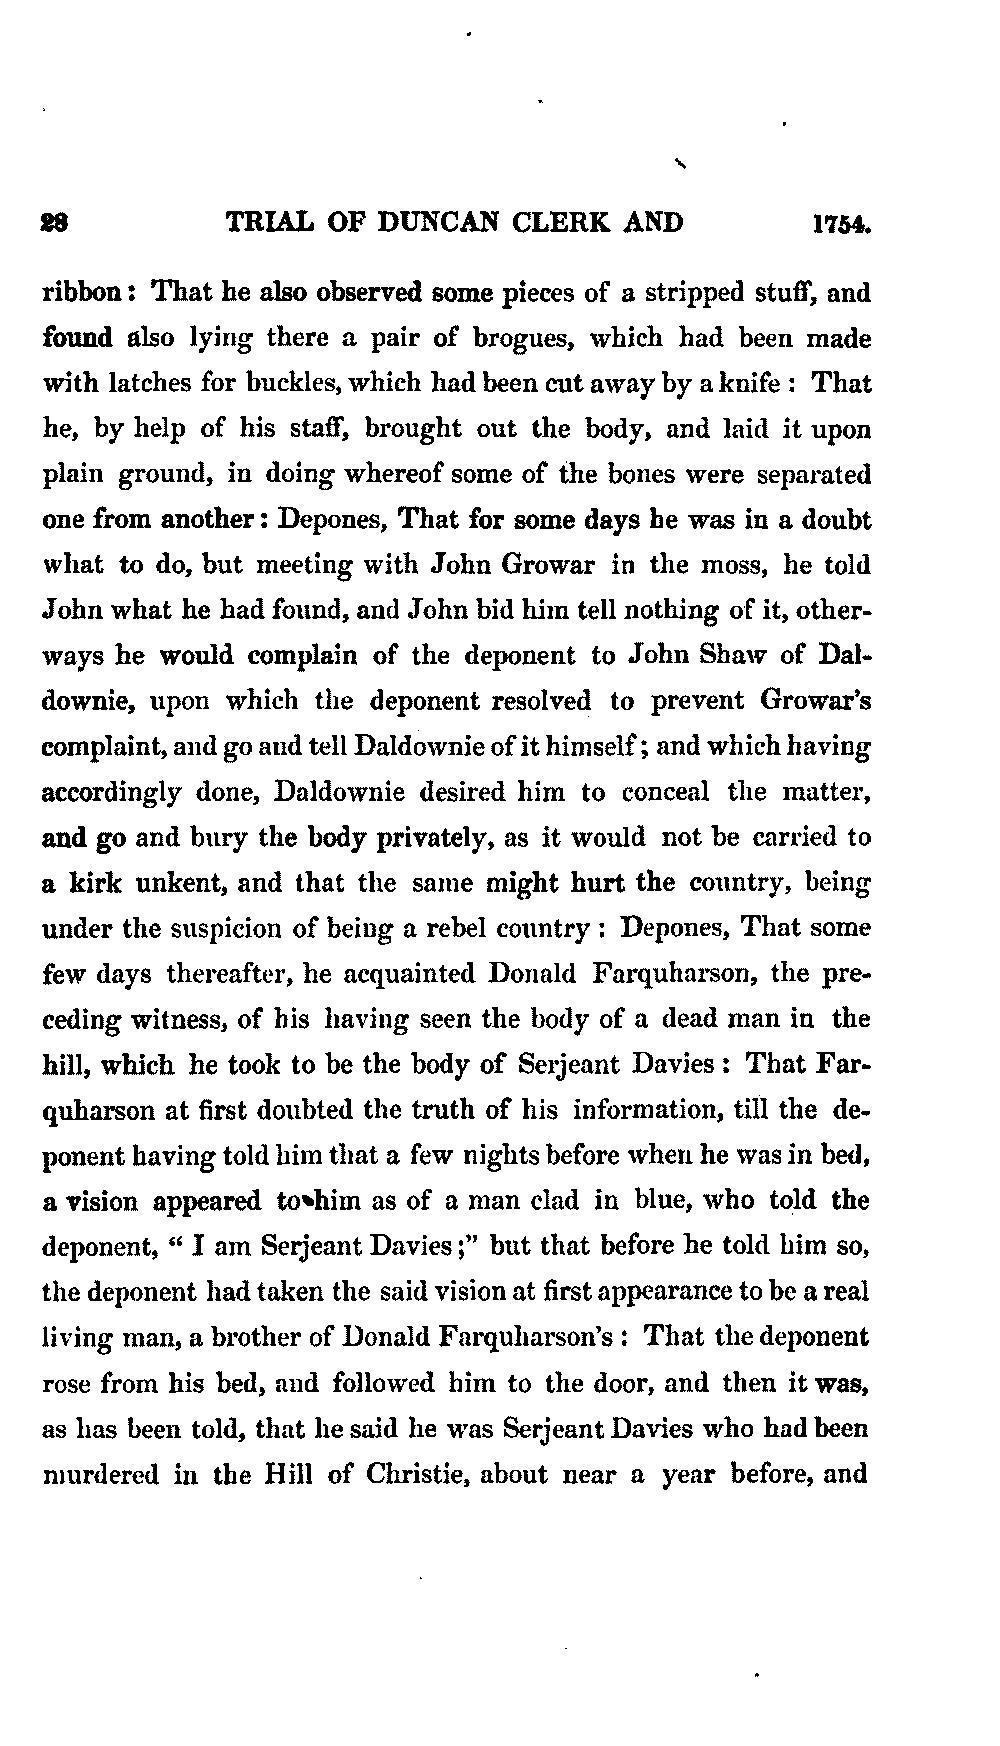 28 TRIAL OF DUNCAN CLERK AND 1754.
ribbon: That he also observed some pieces of a stripped stuff, and
found also lying there a pair of brogues, which had been made
with latches for buckles, which had been cut away by a knife: That
he, by help of his staff, brought out the body, and laid it upon
plain ground, in doing whereof some of the bones were separated
one from another: Depones, That for some days he was in a doubt
what to do, but meeting with John Growar in the moss, he told
John what he had found, and John bid him tell nothing of it, other-
ways he would complain of the deponent to John Shaw of Dal-
downie, upon which the deponent resolved to prevent Growar's
complaint, and go and tell Daldownie of it himself; and which having
accordingly done, Daldownie desired him to conceal the matter,
and go and bury the body privately, as it would not be carried to
a kirk unkent, and that the same might hurt the country, being
under the suspicion of being a rebel country: Depones, That some
few days thereafter, he acquainted Donald Farquharson, the pre-
ceding witness, of his having seen the body of a dead man in the
hill, which he took to be the body of Serjeant Davies: That Far-
quharson at first doubted the truth of his information, till the de-
ponent having told him that a few nights before when he was in bed,
a vision appeared to him as of a man clad in blue, who told the
deponent, "I am Serjeant Davies;" but that before he told him so,
the deponent had taken the said vision at first appearance to be a real
living man, a brother of Donald Farquharson's: That the deponent
rose from his bed, and followed him to the door, and then it was,
as has been told, that he said he was Serjeant Davies who had been
murdered in the Hill of Christie, about near a year before, and